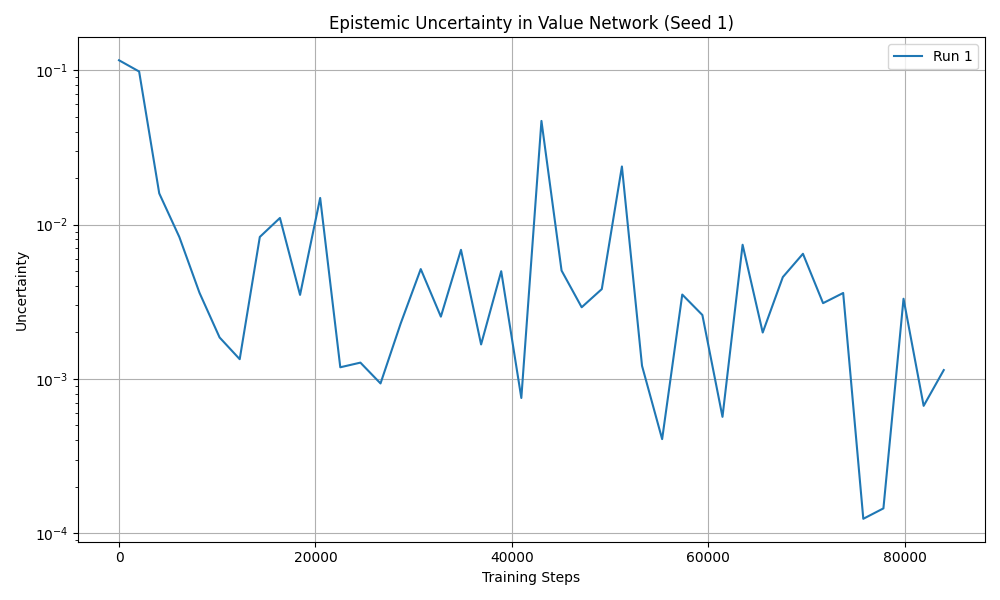 Epistemic Uncertainty in Value Network (Seed 1)
Run 1
10⁻¹
10⁻²
10⁻³
10⁻⁴
Uncertainty
0 20000 40000 60000 80000
Training Steps